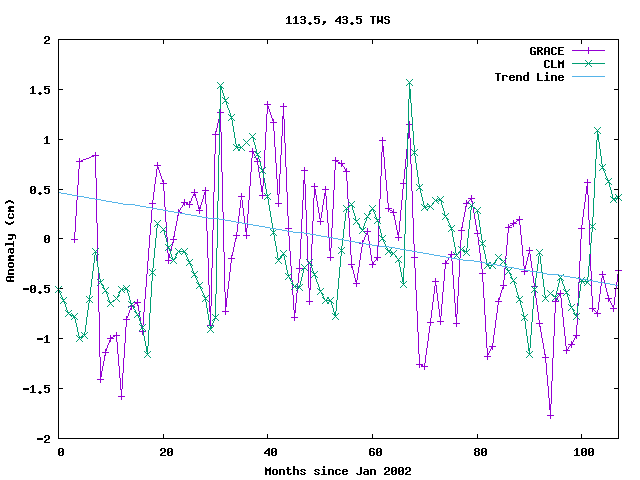 113.5, 43.5 TWS
GRACE
CLM
Trend Line
2
1.5
1
0.5
0
-0.5
-1
-1.5
-2
Anomaly (cm)
0 20 40 60 80 100
Months since Jan 2002